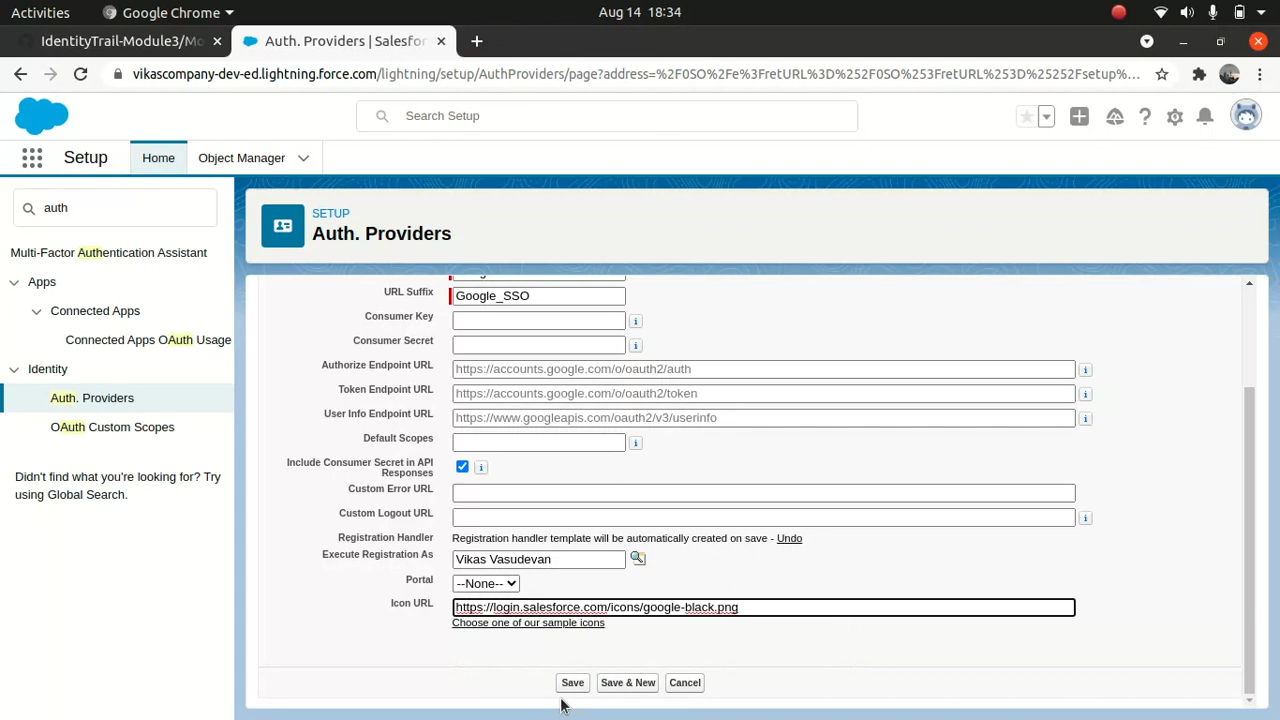 Activities
Google Chrome
Aug 14 18:34
IdentityTrail-Module3/Mo
Auth. Providers | Salesfor
vikascompany-dev-ed.lightning.force.com/lightning/setup/AuthProviders/page?address=%2F0SO%2Fe%3FretURL%3D%252F0SO%253FretURL%253D%25252Fsetup%...
Search Setup
Setup
Home
Object Manager
auth
Multi-Factor Authentication Assistant
Apps
Connected Apps
Connected Apps OAuth Usage
Identity
Auth. Providers
OAuth Custom Scopes
Didn't find what you're looking for? Try
using Global Search.
SETUP
Auth. Providers
URL Suffix Google_SSO
Consumer Key
Consumer Secret
Authorize Endpoint URL https://accounts.google.com/o/oauth2/auth
Token Endpoint URL https://accounts.google.com/o/oauth2/token
User Info Endpoint URL https://www.googleapis.com/oauth2/v3/userinfo
Default Scopes
Include Consumer Secret in API
Responses
Custom Error URL
Custom Logout URL
Registration Handler Registration handler template will be automatically created on save - Undo
Execute Registration As Vikas Vasudevan
Portal --None--
Icon URL https://login.salesforce.com/icons/google-black.png
Choose one of our sample icons
Save Save & New Cancel